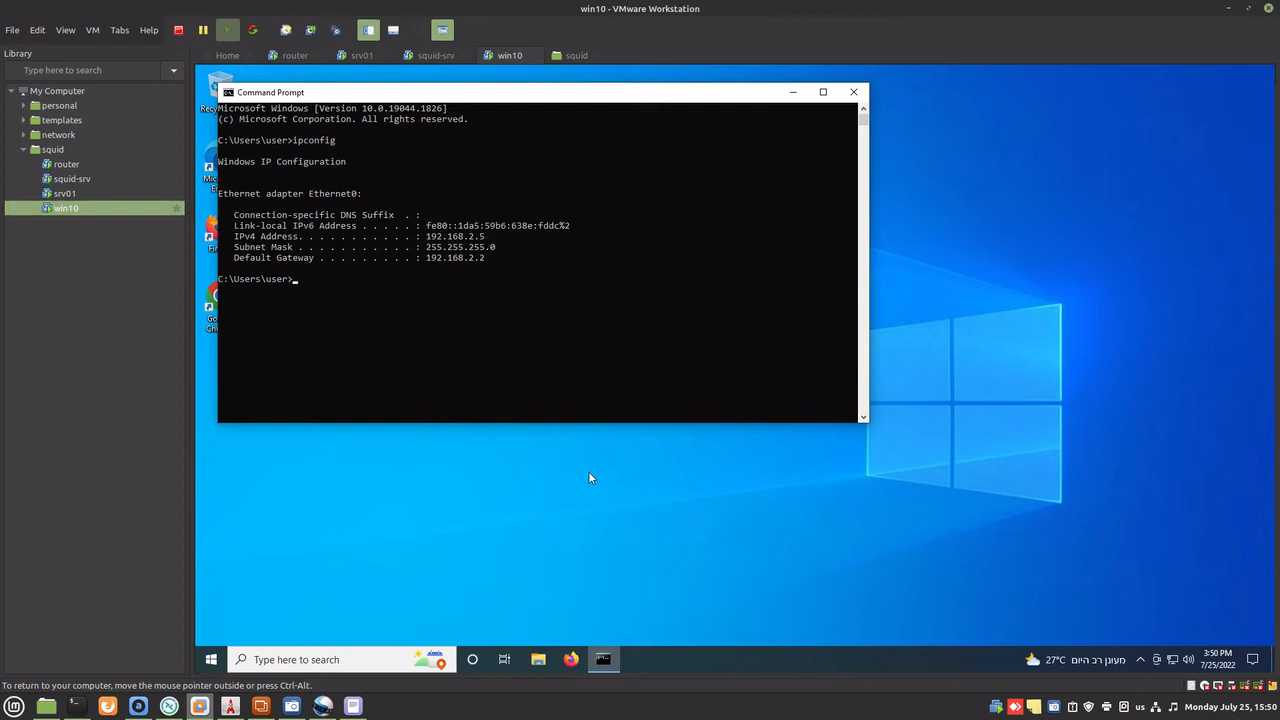 win10 - VMware Workstation
File Edit View VM Tabs Help
Library
Type here to search
Home router srv01 squid-srv win10 squid
My Computer
personal
templates
network
squid
router
squid-srv
srv01
win10
Command Prompt
Microsoft Windows [Version 10.0.19044.1826]
(c) Microsoft Corporation. All rights reserved.
C:\Users\user>ipconfig
Windows IP Configuration
Ethernet adapter Ethernet0:
Connection-specific DNS Suffix . :
Link-local IPv6 Address . . . . . : fe80::1da5:59b6:638e:fddc%2
IPv4 Address. . . . . . . . . . . : 192.168.2.5
Subnet Mask . . . . . . . . . . . : 255.255.255.0
Default Gateway . . . . . . . . . : 192.168.2.2
C:\Users\user>
Type here to search
27°C מעונן רב היום
3:50 PM
7/25/2022
To return to your computer, move the mouse pointer outside or press Ctrl-Alt.
us
Monday July 25, 15:50